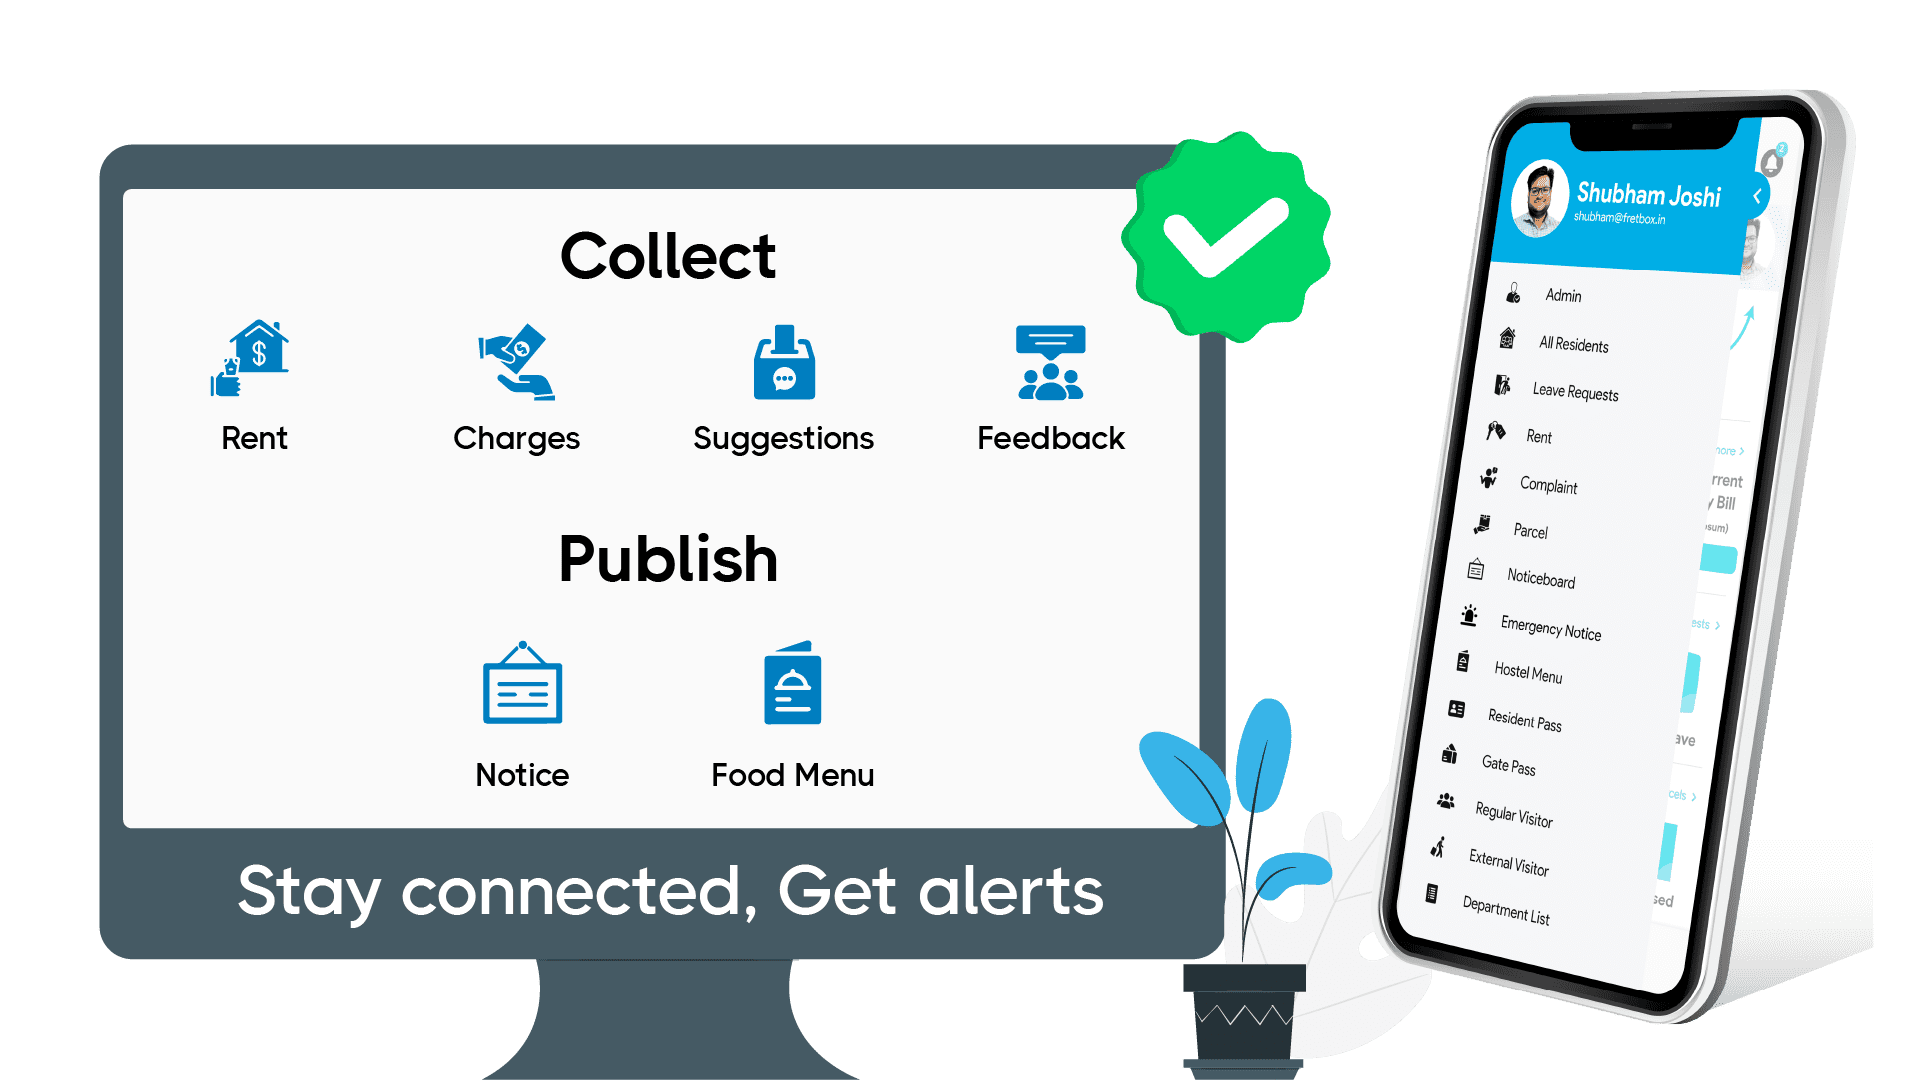 Collect
Rent
Charges
Suggestions
Feedback
Publish
Notice
Food Menu
Stay connected, Get alerts
2
Shubham Joshi
shubham@fretbox.in
Admin
All Residents
Leave Requests
Rent
Complaint
Parcel
Noticeboard
Emergency Notice
Hostel Menu
Resident Pass
Gate Pass
Regular Visitor
External Visitor
Department List
Bill